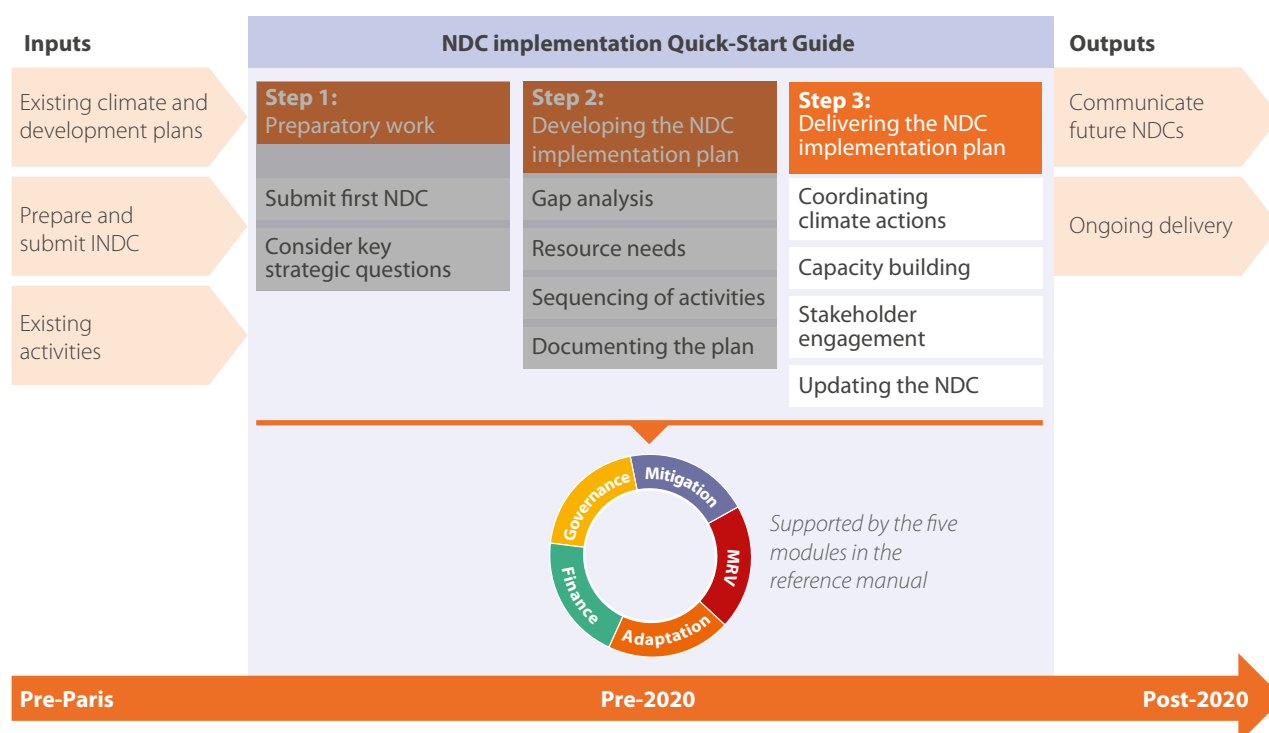 Inputs
Existing climate and
development plans
Prepare and
submit INDC
Existing
activities
NDC implementation Quick-Start Guide
Step 1:
Preparatory work
Submit first NDC
Consider key
strategic questions
Step 2:
Developing the NDC
implementation plan
Gap analysis
Resource needs
Sequencing of activities
Documenting the plan
Step 3:
Delivering the NDC
implementation plan
Coordinating
climate actions
Capacity building
Stakeholder
engagement
Updating the NDC
Outputs
Communicate
future NDCs
Ongoing delivery
Governance
Mitigation
MRV
Adaptation
Finance
Supported by the five
modules in the
reference manual
Pre-Paris
Pre-2020
Post-2020